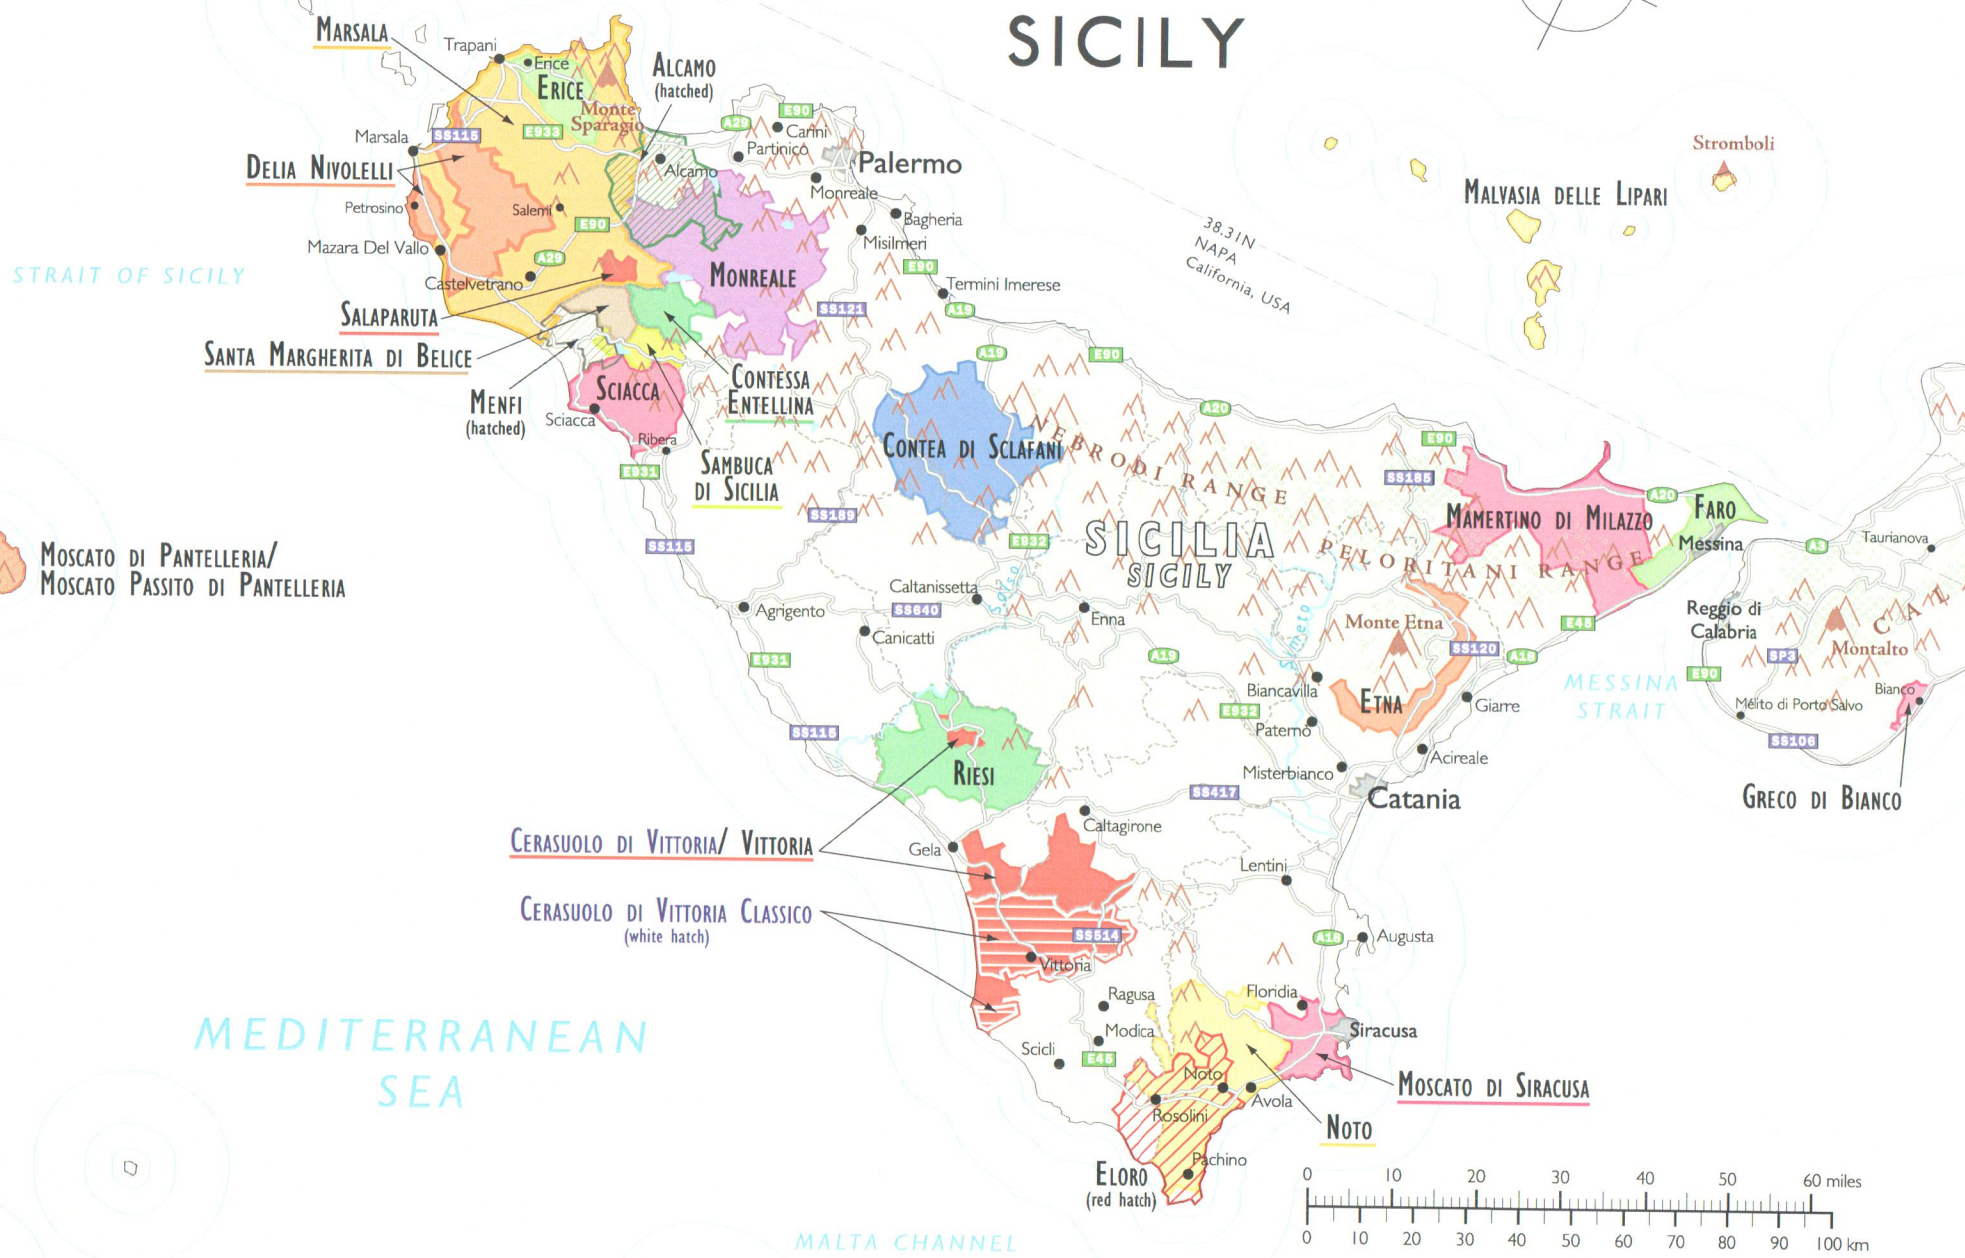 SICILY
MARSALA
Trapani
Erice
ERICE
ALCAMO
(hatched)
Monte
Sparagio
E933
SS115
Marsala
DELIA NIVOLELLI
Petrosino
Salemi
E90
Mazara Del Vallo
A29
Castelvetrano
Alcamo
A29
E90
Carini
Partinico
Palermo
Monreale
Bagheria
Misilmeri
E90
Termini Imerese
A19
MONREALE
SS121
STRAIT OF SICILY
SALAPARUTA
SANTA MARGHERITA DI BELICE
MENFI
(hatched)
SCIACCA
Sciacca
Ribera
E931
CONTESSA
ENTELLINA
SAMBUCA
DI SICILIA
38.31N
NAPA
California, USA
Stromboli
MALVASIA DELLE LIPARI
A19
E90
A20
CONTEA DI SCLAFANI
NEBRODI RANGE
SS189
SS115
E932
SICILIA
SICILY
E90
SS185
MAMERTINO DI MILAZZO
A20
FARO
Messina
PELORITANI RANGE
A3
Taurianova
MOSCATO DI PANTELLERIA/
MOSCATO PASSITO DI PANTELLERIA
Agrigento
Caltanissetta
SS640
Canicatti
Salso
Enna
E931
A19
Simeto
Monte Etna
SS120
A18
E45
Reggio di
Calabria
CAL
Montalto
SP3
E90
Bianco
Melito di Porto Salvo
SS106
GRECO DI BIANCO
MESSINA
STRAIT
Biancavilla
ETNA
Giarre
E932
Paterno
Acireale
Misterbianco
Catania
SS417
SS115
RIESI
CERASUOLO DI VITTORIA/ VITTORIA
Gela
Caltagirone
Lentini
CERASUOLO DI VITTORIA CLASSICO
(white hatch)
SS514
Vittoria
A18
Augusta
Ragusa
Modica
Scicli
E45
Floridia
Siracusa
MOSCATO DI SIRACUSA
Noto
Avola
Rosolini
NOTO
Pachino
ELORO
(red hatch)
MEDITERRANEAN
SEA
MALTA CHANNEL
0 10 20 30 40 50 60 miles
0 10 20 30 40 50 60 70 80 90 100 km